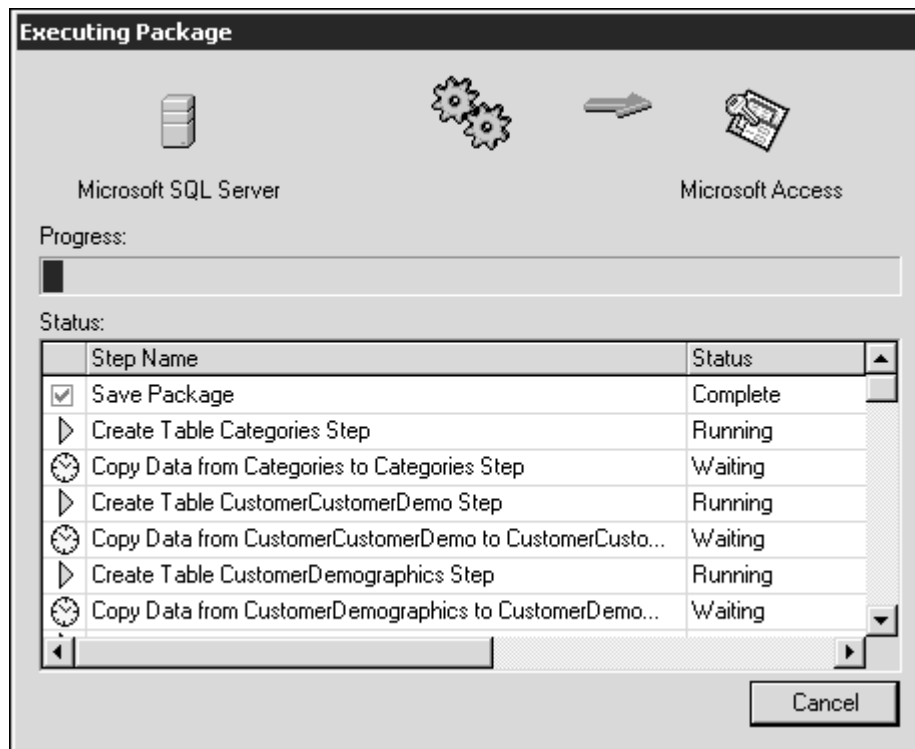 Executing Package
Microsoft SQL Server
Microsoft Access
Progress:
Status:
Step Name Status
Save Package Complete
Create Table Categories Step Running
Copy Data from Categories to Categories Step Waiting
Create Table CustomerCustomerDemo Step Running
Copy Data from CustomerCustomerDemo to CustomerCusto... Waiting
Create Table CustomerDemographics Step Running
Copy Data from CustomerDemographics to CustomerDemo... Waiting
Cancel